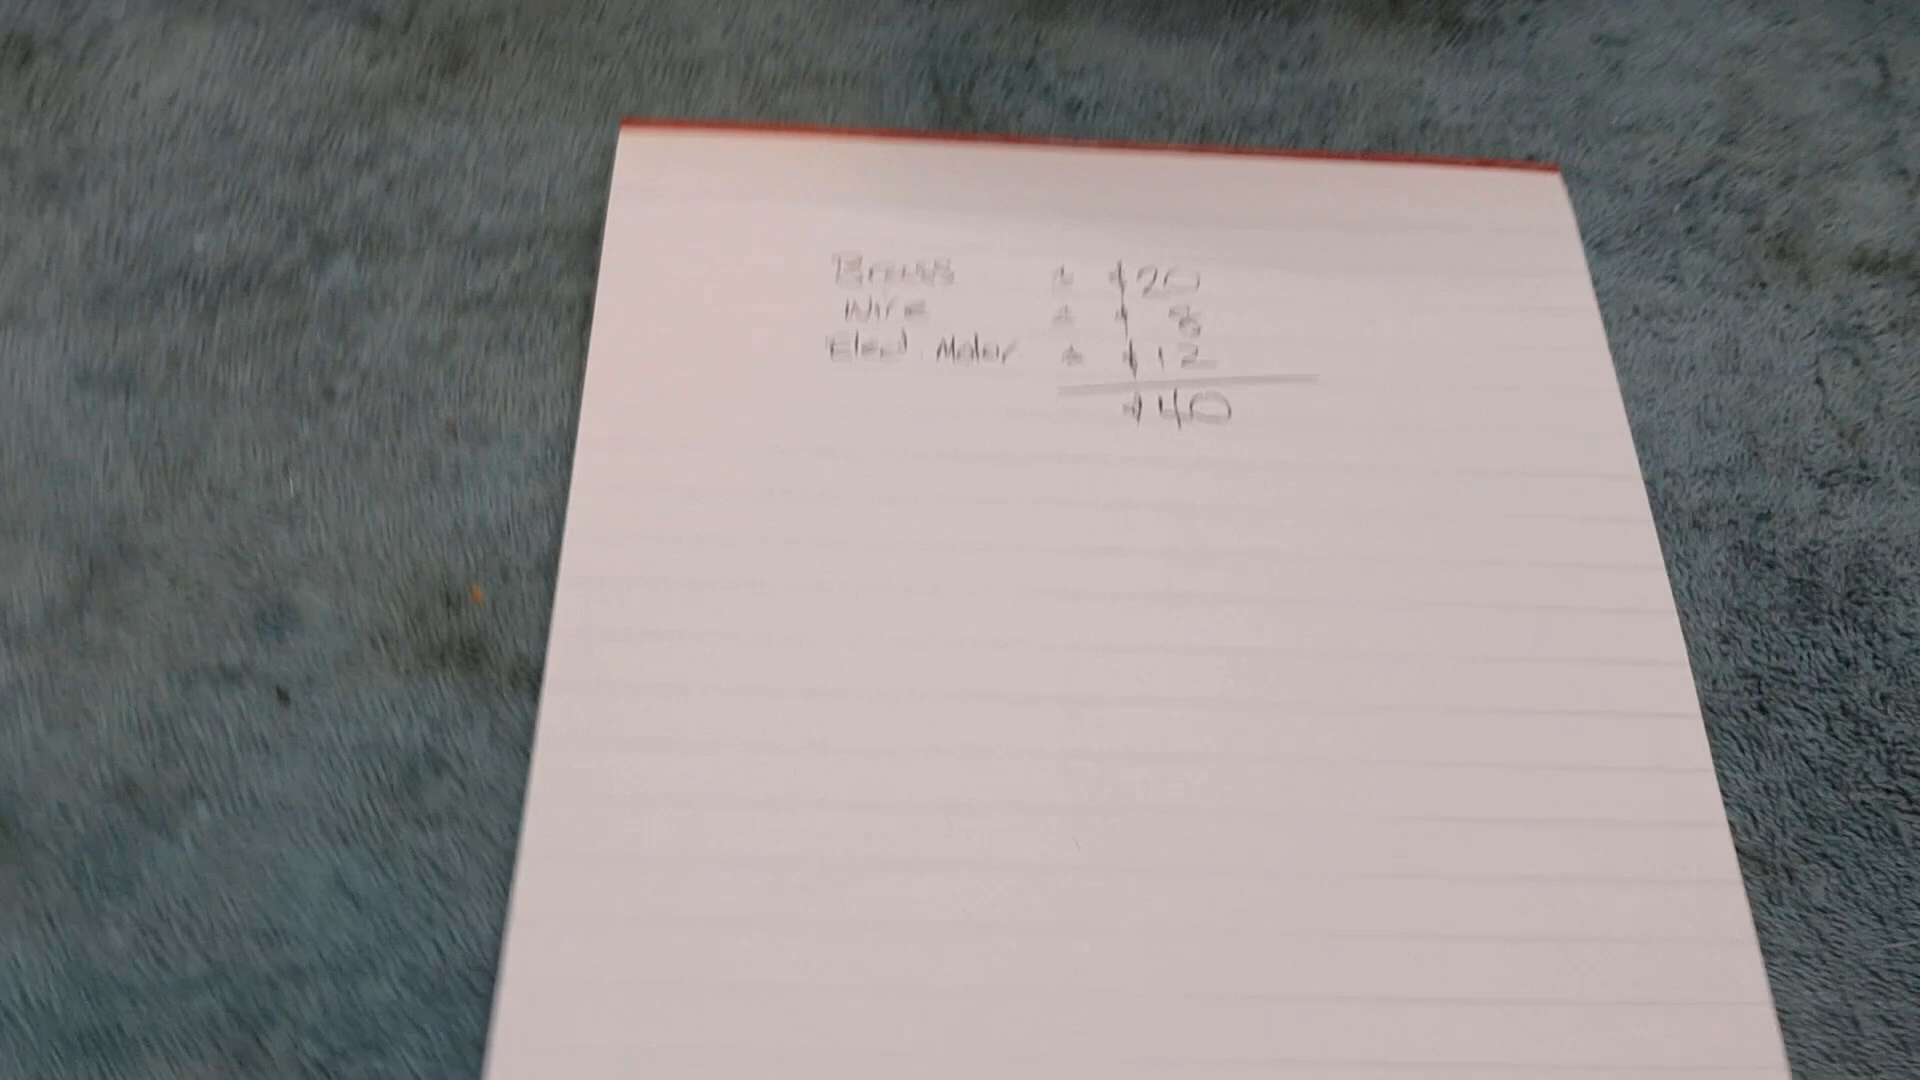 Brass = $20
Wire = $ 8
Elect. Motor = $12
$40